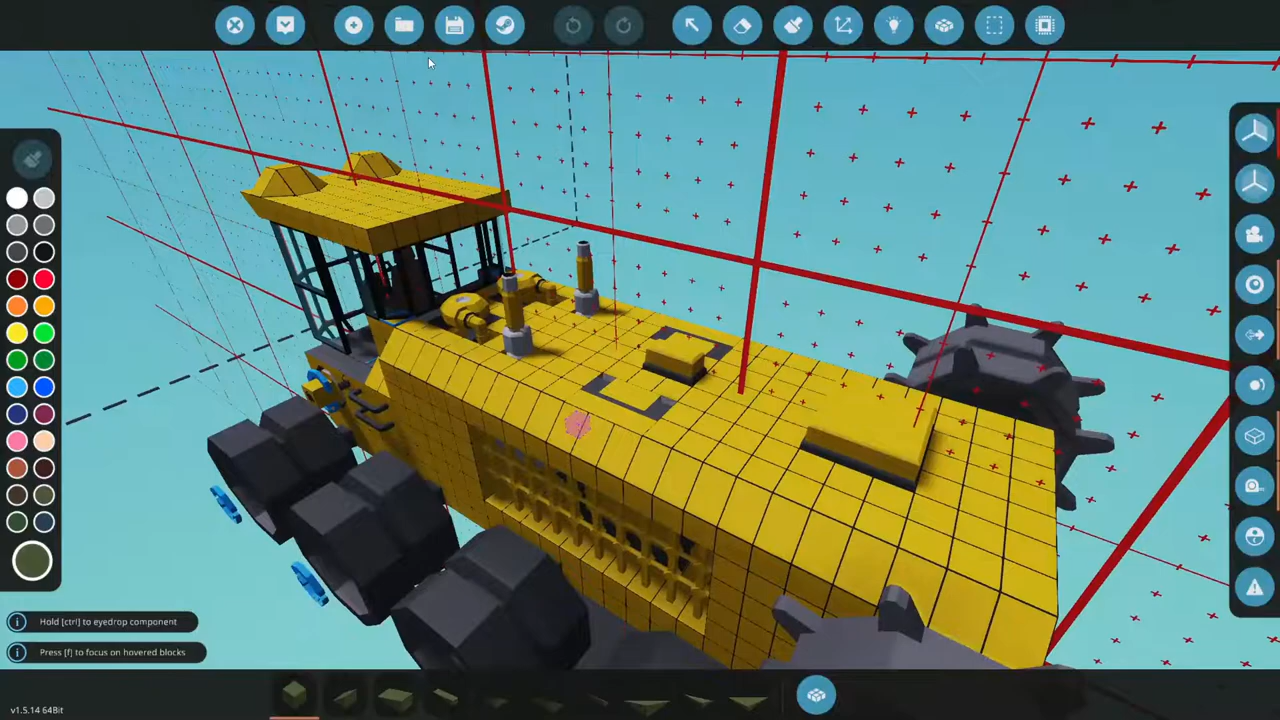 Hold [ctrl] to eyedrop component
Press [f] to focus on hovered blocks
v1.5.14 64Bit